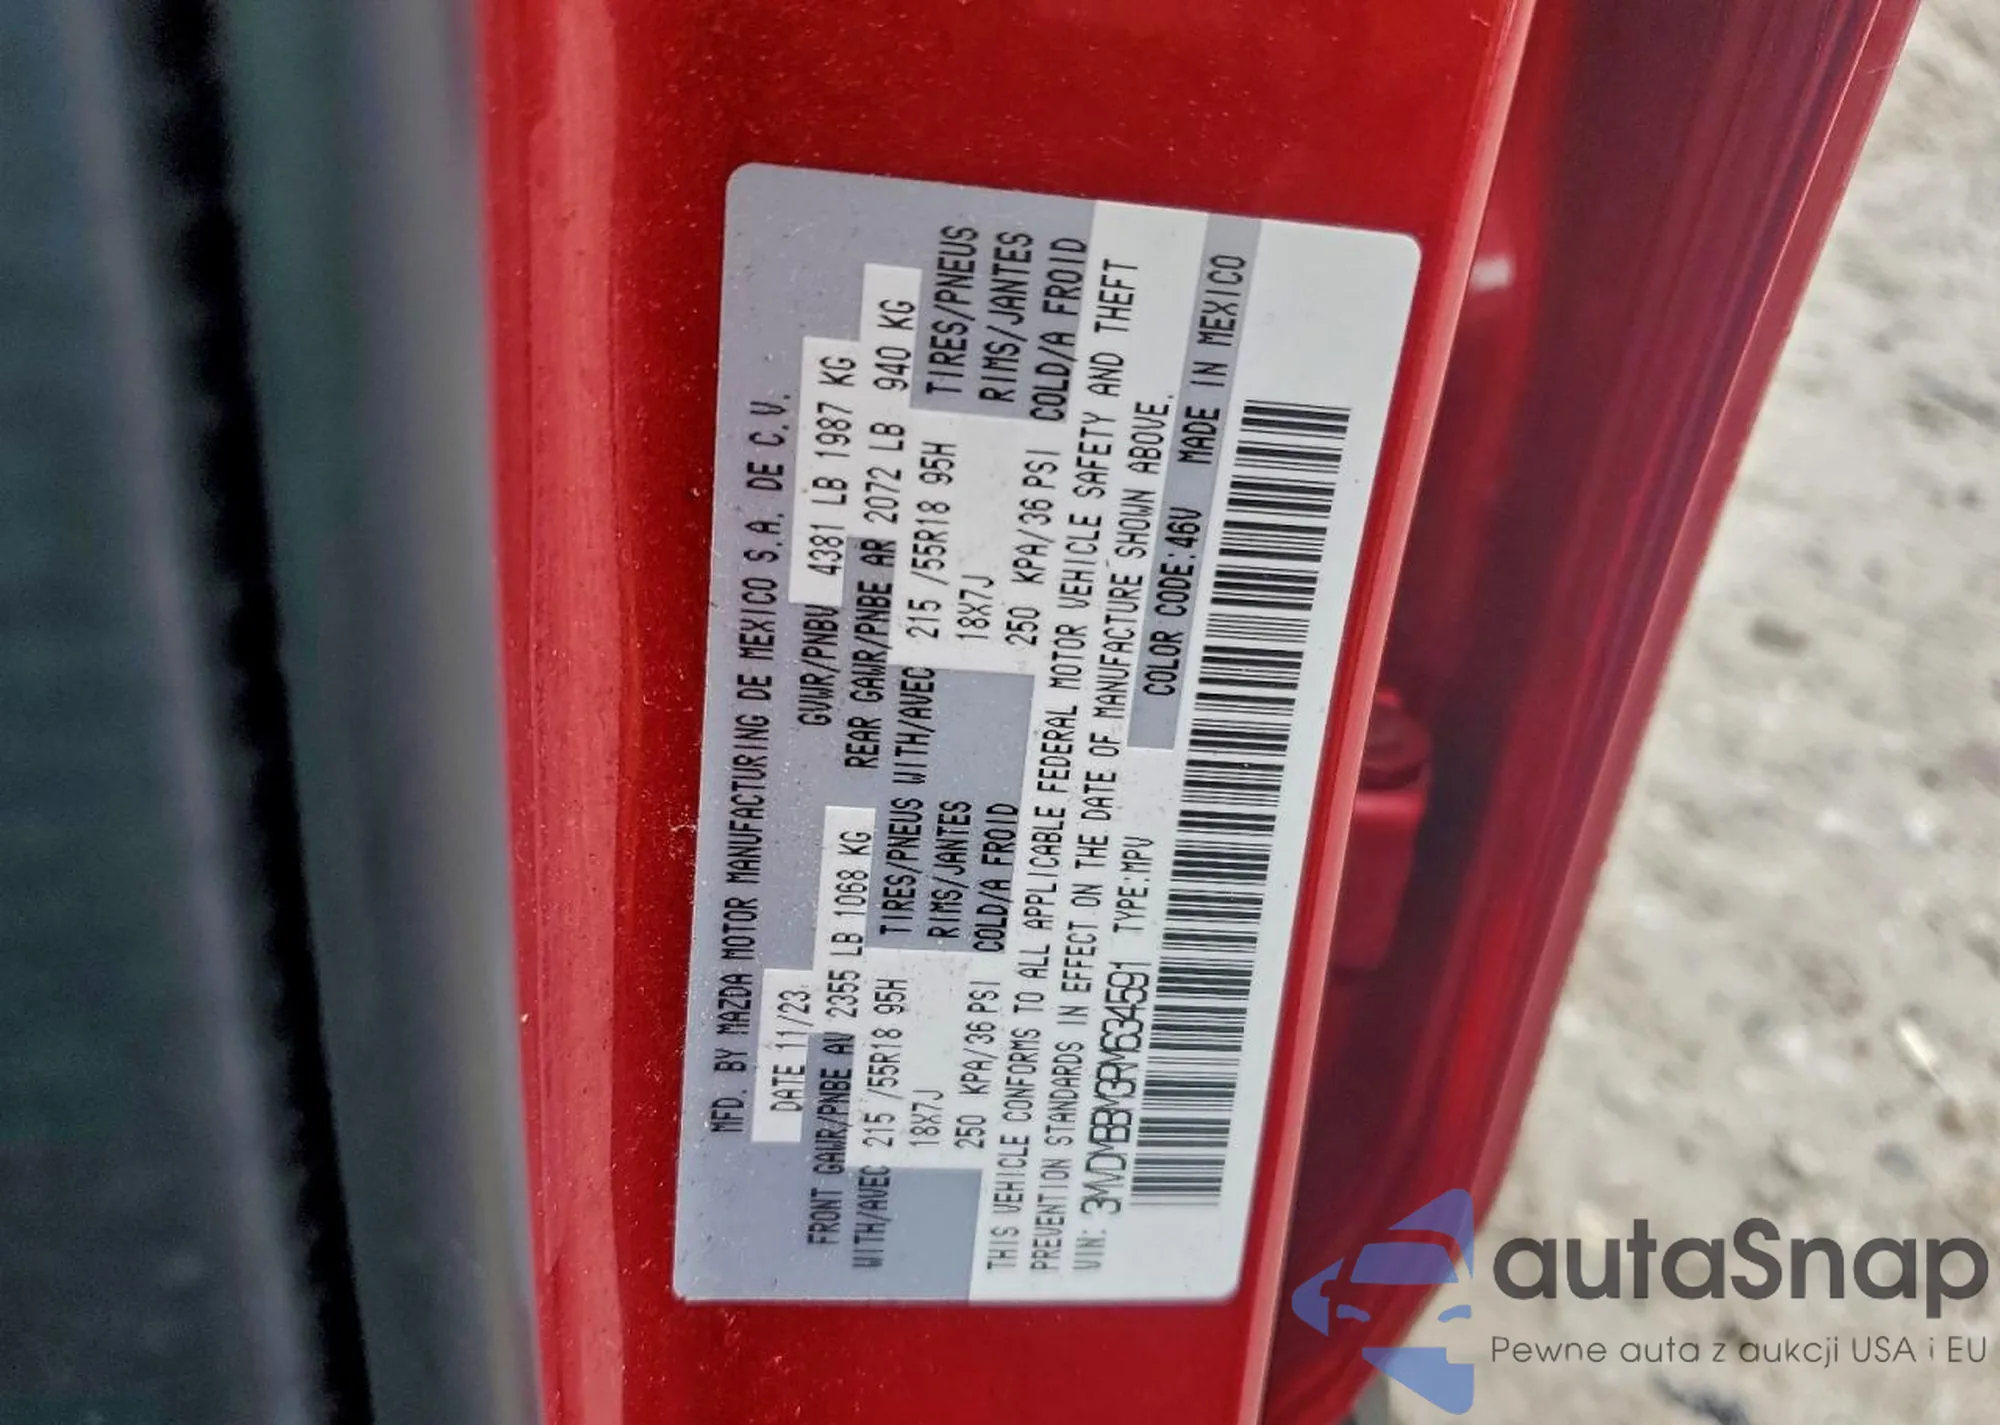 MFD. BY MAZDA MOTOR MANUFACTURING DE MEXICO S.A. DE C.V.
DATE 11/23 GVWR/PNBV 4381 LB 1987 KG
FRONT GAWR/PNBE AV 2355 LB 1068 KG REAR GAWR/PNBE AR 2072 LB 940 KG
WITH/AVEC 215 /55R18 95H TIRES/PNEUS WITH/AVEC 215 /55R18 95H TIRES/PNEUS
18X7J RIMS/JANTES 18X7J RIMS/JANTES
250 KPA/36 PSI COLD/A FROID 250 KPA/36 PSI COLD/A FROID
THIS VEHICLE CONFORMS TO ALL APPLICABLE FEDERAL MOTOR VEHICLE SAFETY AND THEFT
PREVENTION STANDARDS IN EFFECT ON THE DATE OF MANUFACTURE SHOWN ABOVE.
VIN: 3MVDMBBM3RM634591 TYPE:MPV COLOR CODE:46V MADE IN MEXICO
autaSnap
Pewne auta z aukcji USA i EU